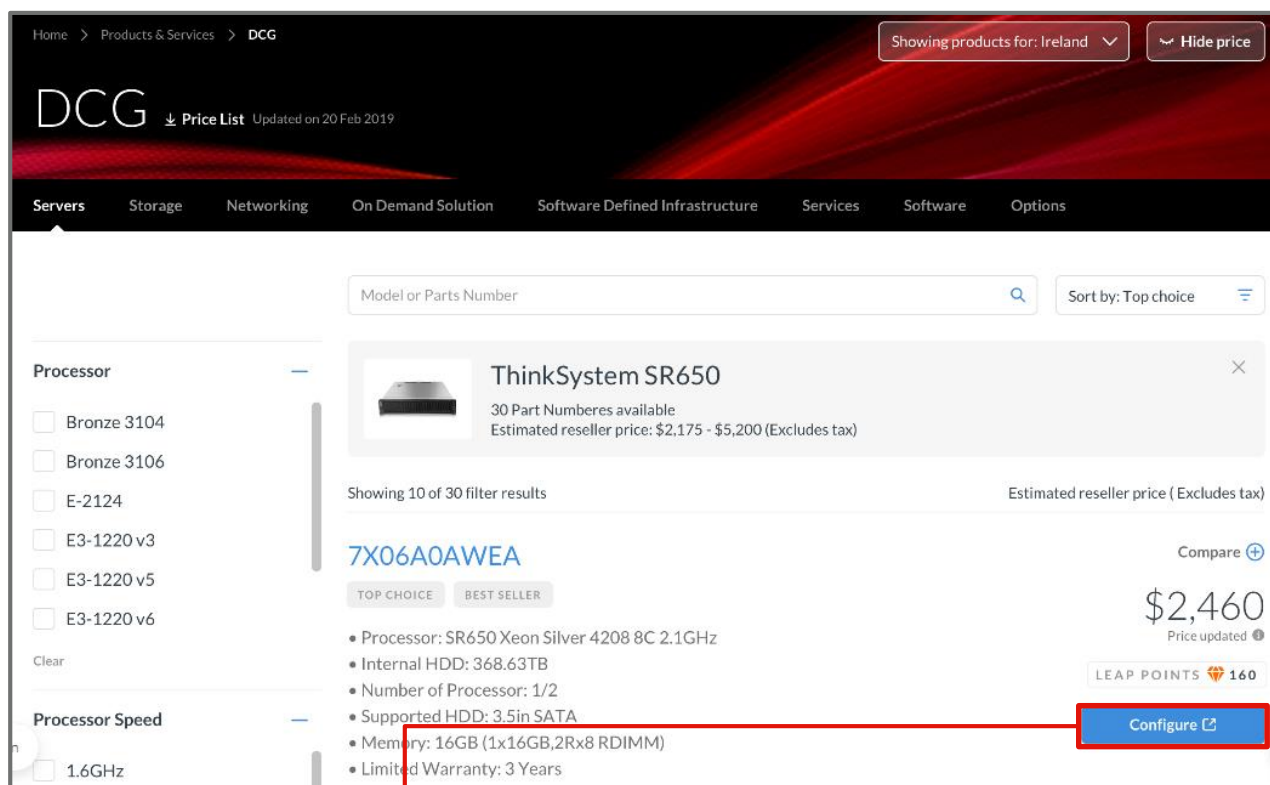 Home > Products & Services > DCG
Showing products for: Ireland
Hide price
DCG
Price List Updated on 20 Feb 2019
Servers Storage Networking On Demand Solution Software Defined Infrastructure Services Software Options
Model or Parts Number
Sort by: Top choice
Processor
Bronze 3104
Bronze 3106
E-2124
E3-1220 v3
E3-1220 v5
E3-1220 v6
Clear
Processor Speed
1.6GHz
ThinkSystem SR650
30 Part Numberes available
Estimated reseller price: $2,175 - $5,200 (Excludes tax)
Showing 10 of 30 filter results
Estimated reseller price ( Excludes tax)
7X06A0AWEA
Compare
TOP CHOICE BEST SELLER
$2,460
Price updated
• Processor: SR650 Xeon Silver 4208 8C 2.1GHz
• Internal HDD: 368.63TB
• Number of Processor: 1/2
• Supported HDD: 3.5in SATA
• Memory: 16GB (1x16GB,2Rx8 RDIMM)
• Limited Warranty: 3 Years
LEAP POINTS 160
Configure